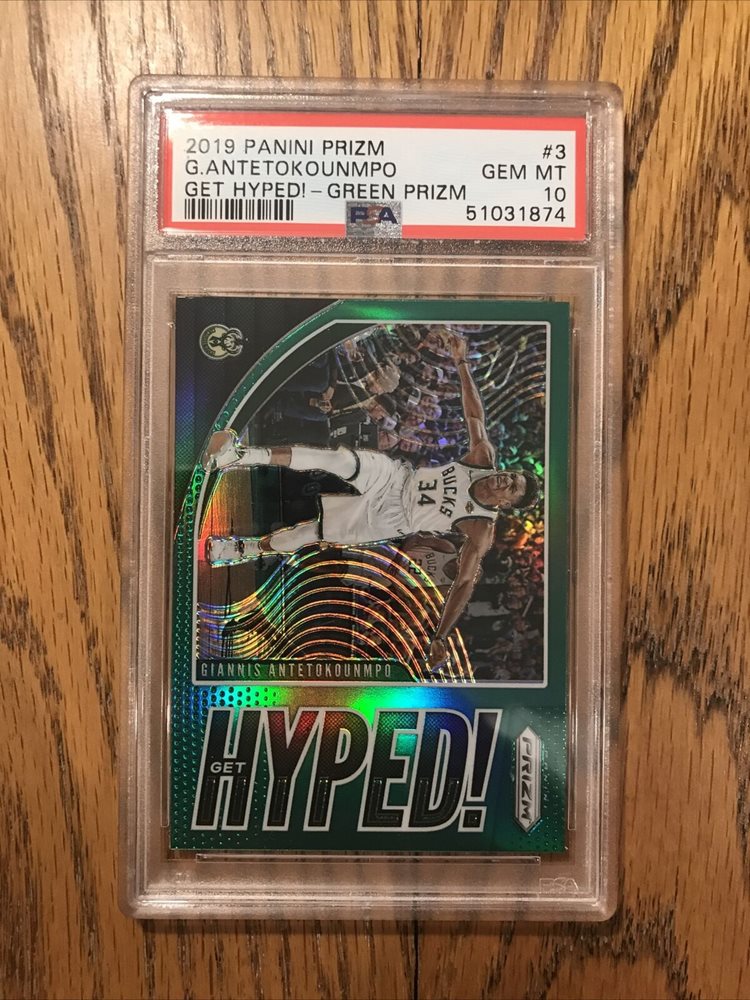 2019 PANINI PRIZM #3
G.ANTETOKOUNMPO GEM MT
GET HYPED!-GREEN PRIZM 10
PSA 51031874
BUCKS
34
GIANNIS ANTETOKOUNMPO
GET
HYPED!
PRIZM
PSA